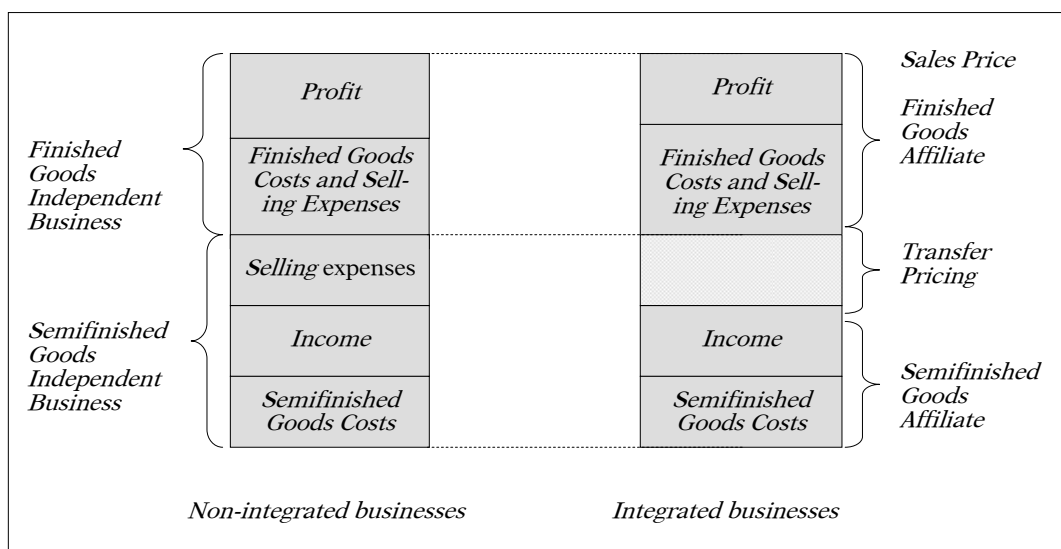 Finished
Goods
Independent
Business
Semifinished
Goods
Independent
Business
Profit
Finished Goods
Costs and Sell-
ing Expenses
Selling expenses
Income
Semifinished
Goods Costs
Non-integrated businesses
Profit
Finished Goods
Costs and Sell-
ing Expenses
Income
Semifinished
Goods Costs
Integrated businesses
Sales Price
Finished
Goods
Affiliate
Transfer
Pricing
Semifinished
Goods
Affiliate